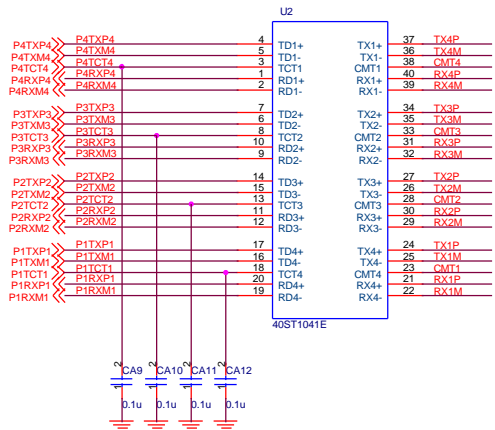 U2
P4TXP4 P4TXP4 4 TD1+ TX1+ 37 TX4P
P4TXM4 P4TXM4 5 TD1- TX1- 36 TX4M
P4TCT4 P4TCT4 3 TCT1 CMT1 38 CMT4
P4RXP4 P4RXP4 1 RD1+ RX1+ 40 RX4P
P4RXM4 P4RXM4 2 RD1- RX1- 39 RX4M
P3TXP3 P3TXP3 7 TD2+ TX2+ 34 TX3P
P3TXM3 P3TXM3 6 TD2- TX2- 35 TX3M
P3TCT3 P3TCT3 8 TCT2 CMT2 33 CMT3
P3RXP3 P3RXP3 10 RD2+ RX2+ 31 RX3P
P3RXM3 P3RXM3 9 RD2- RX2- 32 RX3M
P2TXP2 P2TXP2 14 TD3+ TX3+ 27 TX2P
P2TXM2 P2TXM2 15 TD3- TX3- 26 TX2M
P2TCT2 P2TCT2 13 TCT3 CMT3 28 CMT2
P2RXP2 P2RXP2 11 RD3+ RX3+ 30 RX2P
P2RXM2 P2RXM2 12 RD3- RX3- 29 RX2M
P1TXP1 P1TXP1 17 TD4+ TX4+ 24 TX1P
P1TXM1 P1TXM1 16 TD4- TX4- 25 TX1M
P1TCT1 P1TCT1 18 TCT4 CMT4 23 CMT1
P1RXP1 P1RXP1 20 RD4+ RX4+ 21 RX1P
P1RXM1 P1RXM1 19 RD4- RX4- 22 RX1M
40ST1041E
2 CA9 2 CA10 2 CA11 2 CA12
1 1 1 1
0.1u 0.1u 0.1u 0.1u